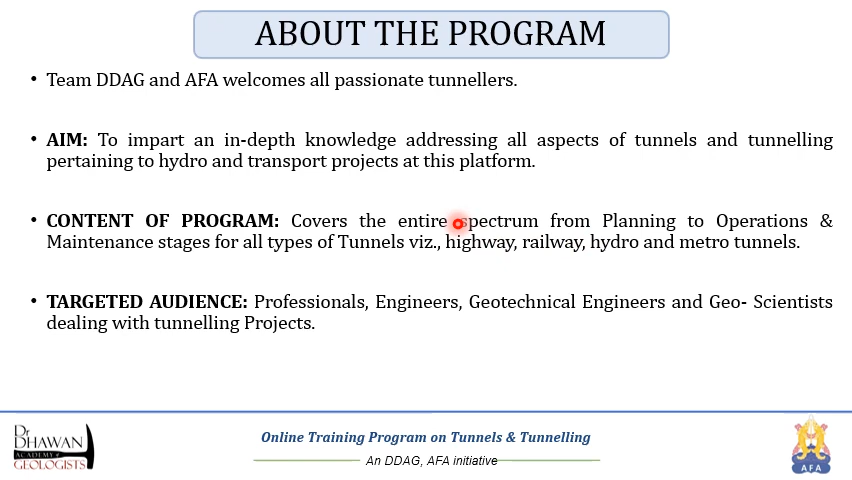 ABOUT THE PROGRAM
• Team DDAG and AFA welcomes all passionate tunnellers.
• AIM: To impart an in-depth knowledge addressing all aspects of tunnels and tunnelling
pertaining to hydro and transport projects at this platform.
• CONTENT OF PROGRAM: Covers the entire spectrum from Planning to Operations &
Maintenance stages for all types of Tunnels viz., highway, railway, hydro and metro tunnels.
• TARGETED AUDIENCE: Professionals, Engineers, Geotechnical Engineers and Geo- Scientists
dealing with tunnelling Projects.
Dr
DHAWAN
ACADEMY of
GEOLOGISTS
Online Training Program on Tunnels & Tunnelling
An DDAG, AFA initiative
AFA